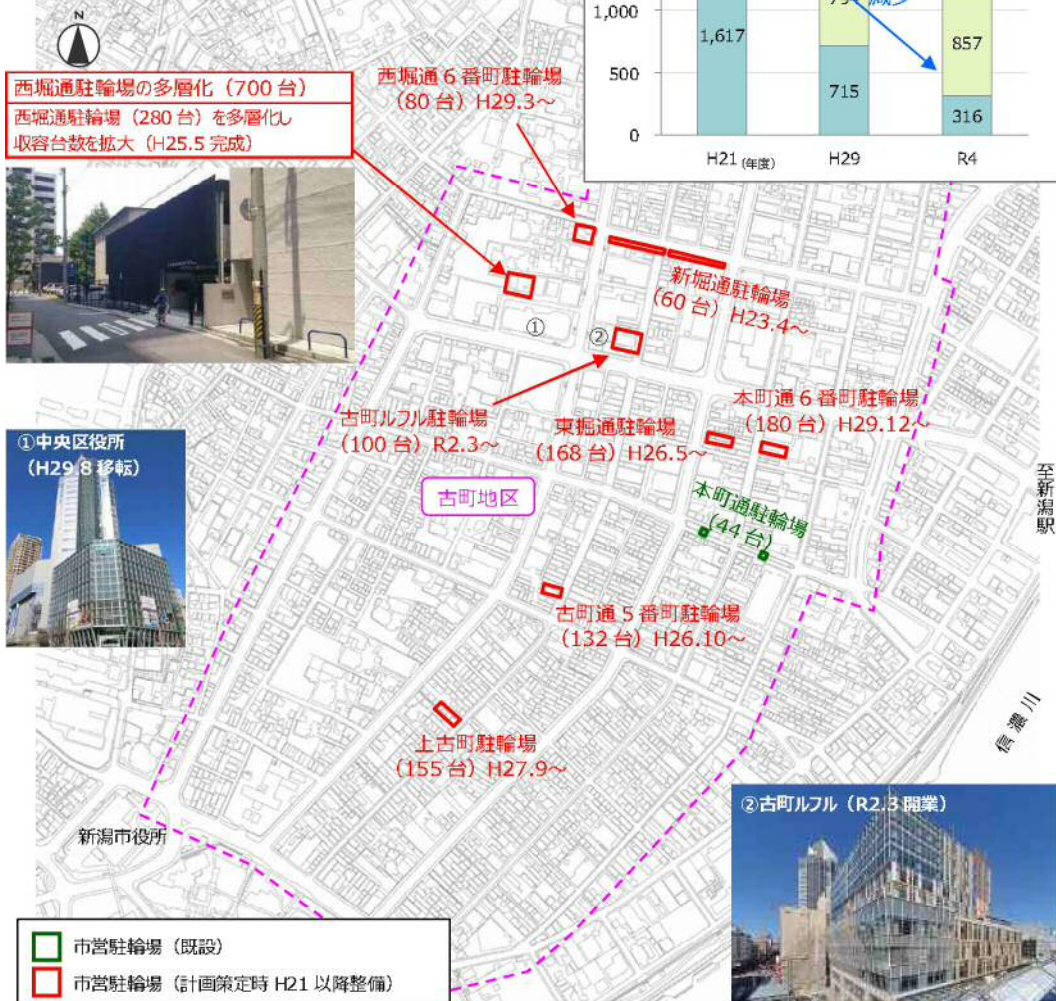 N
西堀通駐輪場の多層化（700 台）
西堀通駐輪場（280 台）を多層化し
収容台数を拡大（H25.5 完成）
西堀通６番町駐輪場
（80 台）H29.3～
1,000
500
0
1,617
715
857
316
H21 (年度)
H29
R4
新堀通駐輪場
（60 台）H23.4～
①
②
古町ルフル駐輪場
（100 台）R2.3～
東掘通駐輪場
（168 台）H26.5～
本町通６番町駐輪場
（180 台）H29.12～
①中央区役所
（H29.8 移転）
古町地区
本町通駐輪場
（44 台）
至新潟駅
古町通５番町駐輪場
（132 台）H26.10～
上古町駐輪場
（155 台）H27.9～
信濃川
新潟市役所
②古町ルフル（R2.3 開業）
市営駐輪場（既設）
市営駐輪場（計画策定時 H21 以降整備）